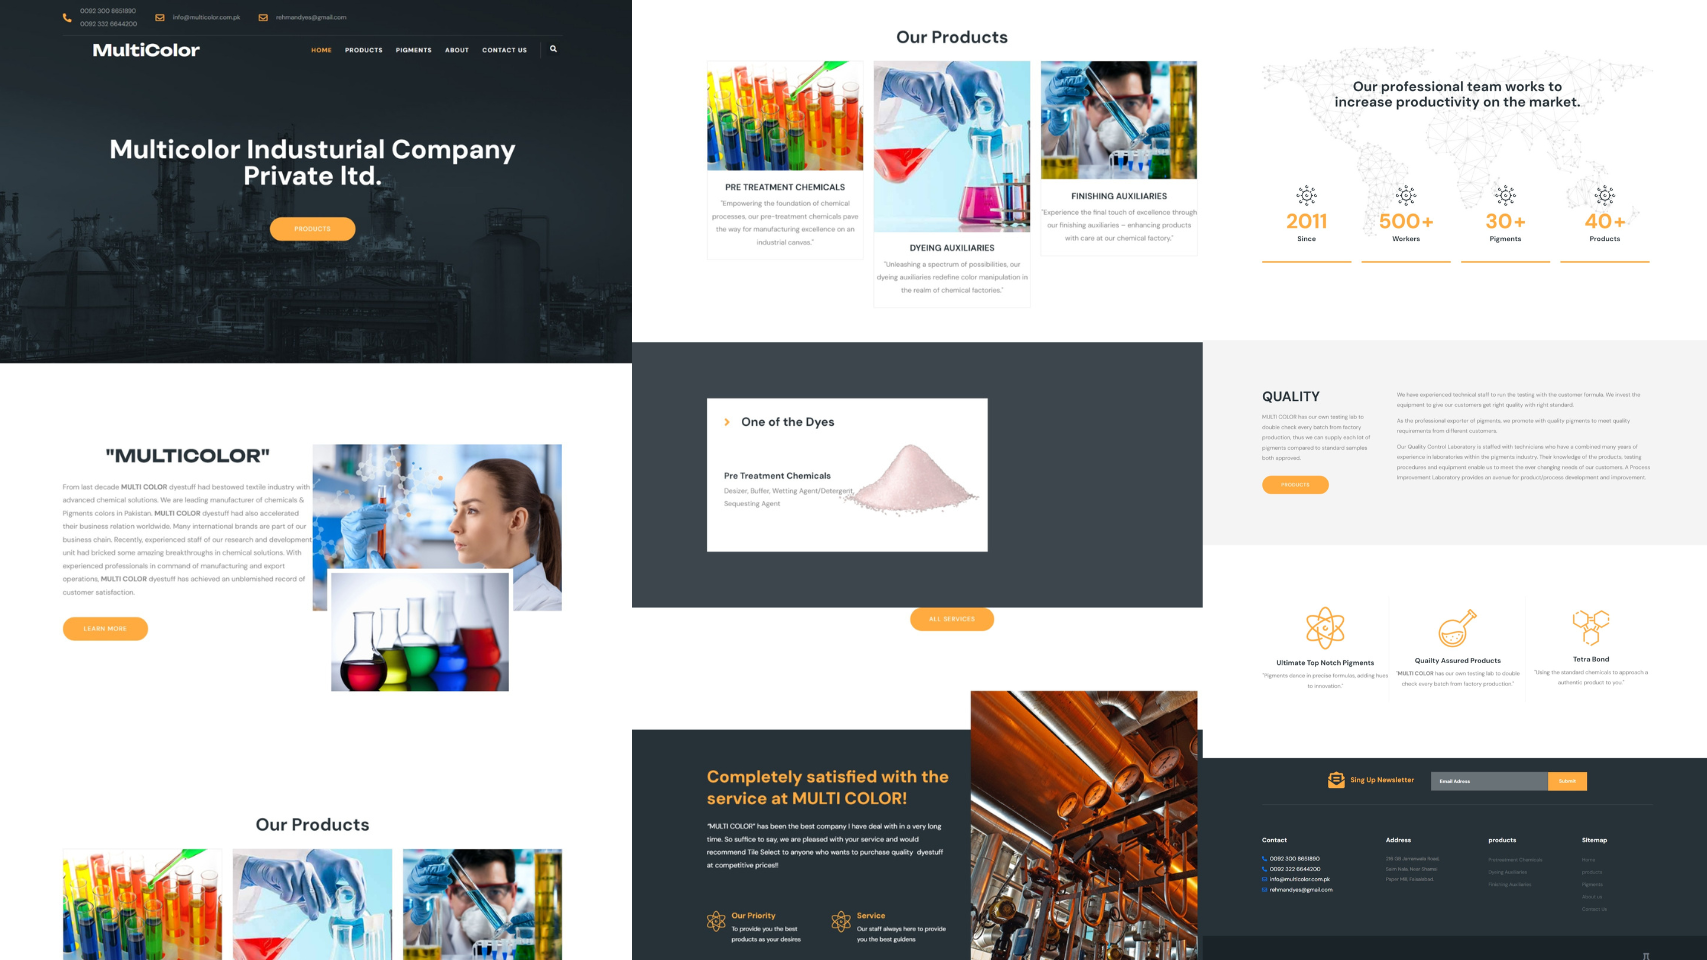 0092 300 8651890
0092 332 6644200
info@multicolor.com.pk
rehmandyes@gmail.com
MultiColor
HOME
PRODUCTS
PIGMENTS
ABOUT
CONTACT US
Multicolor Industurial Company
Private ltd.
PRODUCTS
"MULTICOLOR"
From last decade MULTI COLOR dyestuff had bestowed textile industry with
advanced chemical solutions. We are leading manufacturer of chemicals &
Pigments colors in Pakistan. MULTI COLOR dyestuff had also accelerated
their business relation worldwide. Many international brands are part of our
business chain. Recently, experienced staff of our research and development
unit had bricked some amazing breakthroughs in chemical solutions. With
experienced professionals in command of manufacturing and export
operations, MULTI COLOR dyestuff has achieved an unblemished record of
customer satisfaction.
LEARN MORE
Our Products
Our Products
PRE TREATMENT CHEMICALS
"Empowering the foundation of chemical
processes, our pre-treatment chemicals pave
the way for manufacturing excellence on an
industrial canvas."
DYEING AUXILIARIES
"Unleashing a spectrum of possibilities, our
dyeing auxiliaries redefine color manipulation in
the realm of chemical factories."
FINISHING AUXILIARIES
"Experience the final touch of excellence through
our finishing auxiliaries – enhancing products
with care at our chemical factory."
One of the Dyes
Pre Treatment Chemicals
Desizer, Buffer, Wetting Agent/Detergent,
Sequesting Agent
ALL SERVICES
Completely satisfied with the
service at MULTI COLOR!
"MULTI COLOR" has been the best company I have deal with in a very long
time. So suffice to say, we are pleased with your service and would
recommend Tile Select to anyone who wants to purchase quality dyestuff
at competitive prices!!
Our Priority
To provide you the best
products as your desires
Service
Our staff always here to provide
you the best guidens
Our professional team works to
increase productivity on the market.
2011
Since
500+
Workers
30+
Pigments
40+
Products
QUALITY
MULTI COLOR has our own testing lab to
double check every batch from factory
production, thus we can supply each lot of
pigments compared to standard samples
both approved.
PRODUCTS
We have experienced technical staff to run the testing with the customer formula. We invest the
equipment to give our customers get right quality with right standard.
As the professional exporter of pigments, we promote with quality pigments to meet quality
requirements from different customers.
Our Quality Control Laboratory is staffed with technicians who have a combined many years of
experience in laboratories within the pigments industry. Their knowledge of the products, testing
procedures and equipment enable us to meet the ever changing needs of our customers. A Process
Improvement Laboratory provides an avenue for product/process development and improvement.
Ultimate Top Notch Pigments
"Pigments dance in precise formulas, adding hues
to innovation."
Quailty Assured Products
"MULTI COLOR has our own testing lab to double
check every batch from factory production."
Tetra Bond
"Using the standard chemicals to approach a
authentic product to you."
Sing Up Newsletter
Email Adress
SUBMIT
Contact
0092 300 8651890
0092 322 6644200
info@multicolor.com.pk
rehmandyes@gmail.com
Address
products
Pretreatment Chemicals
Dyeing Auxiliaries
Finishing Auxiliaries
Sitemap
Home
products
Pigments
About us
Contact Us